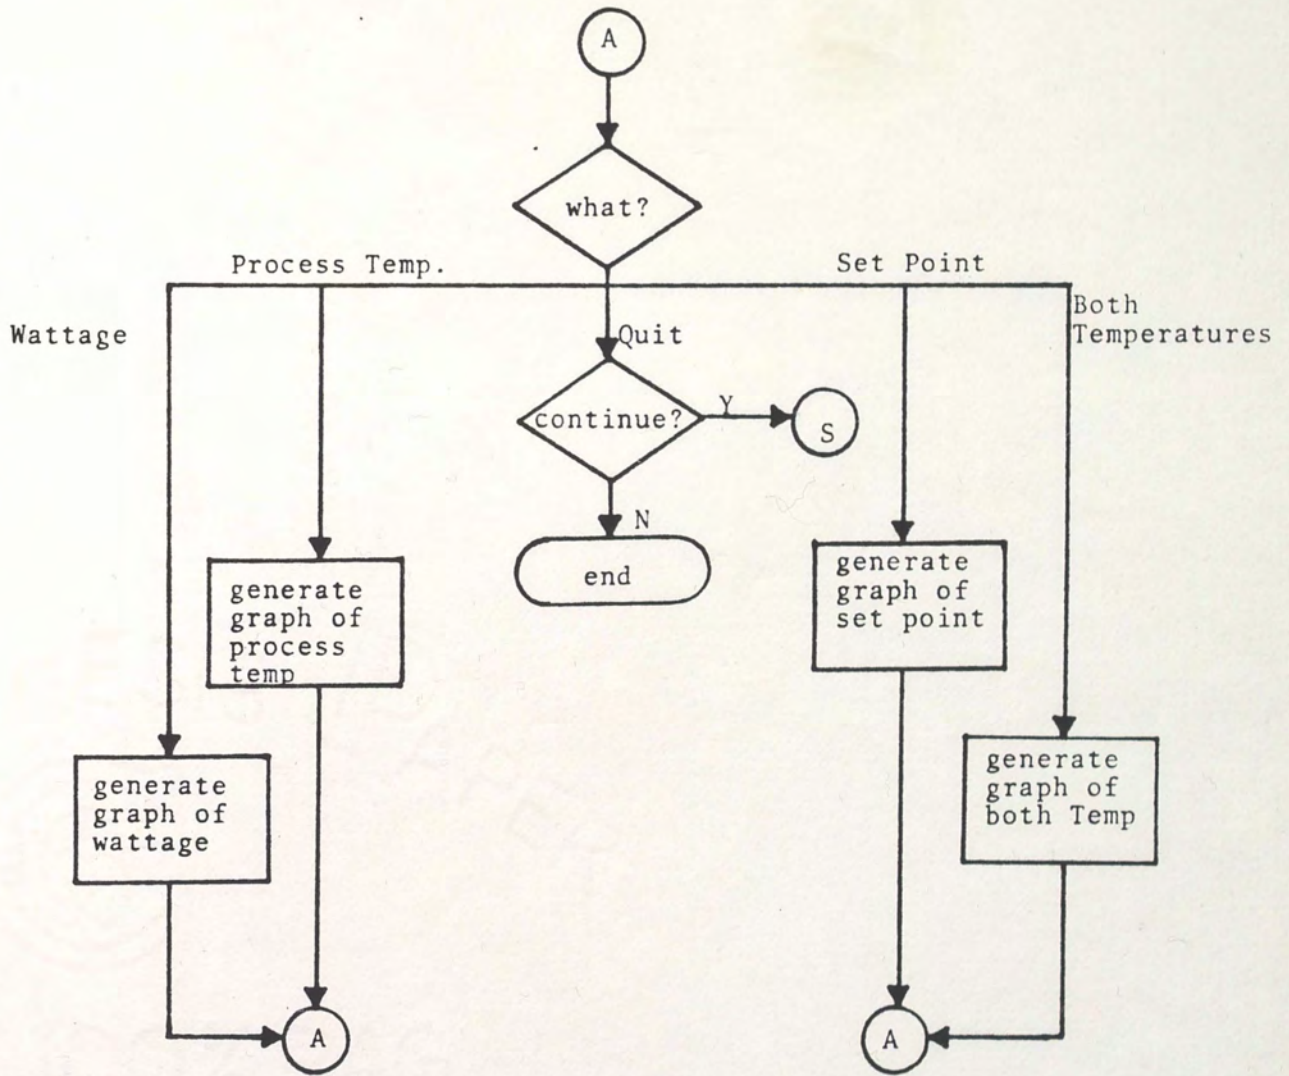 A
what?
Process Temp.
Set Point
Wattage
Quit
Both
Temperatures
continue?
Y
S
N
end
generate
graph of
process
temp
generate
graph of
set point
generate
graph of
wattage
generate
graph of
both Temp
A
A